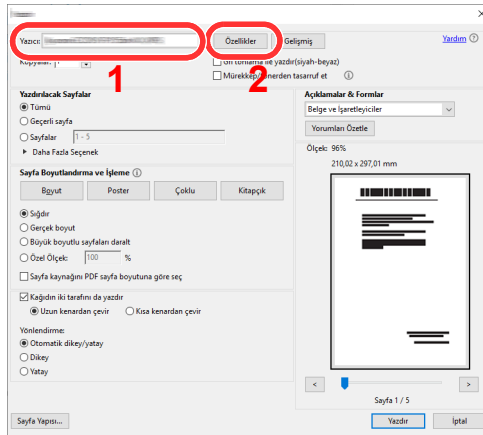 Yazıcı:
Özellikler
Gelişmiş
Yardım
Kopyalar: 1
Gri tonlama ile yazdır(siyah-beyaz)
Mürekkep/tonerden tasarruf et
1
2
Yazdırılacak Sayfalar
Tümü
Geçerli sayfa
Sayfalar
1 - 5
Daha Fazla Seçenek
Sayfa Boyutlandırma ve İşleme
Boyut
Poster
Çoklu
Kitapçık
Sığdır
Gerçek boyut
Büyük boyutlu sayfaları daralt
Özel Ölçek:
100
%
Sayfa kaynağını PDF sayfa boyutuna göre seç
Kağıdın iki tarafını da yazdır
Uzun kenardan çevir
Kısa kenardan çevir
Yönlendirme:
Otomatik dikey/yatay
Dikey
Yatay
Açıklamalar & Formlar
Belge ve İşaretleyiciler
Yorumları Özetle
Ölçek: 96%
210,02 x 297,01 mm
<
>
Sayfa 1 / 5
Sayfa Yapısı...
Yazdır
İptal